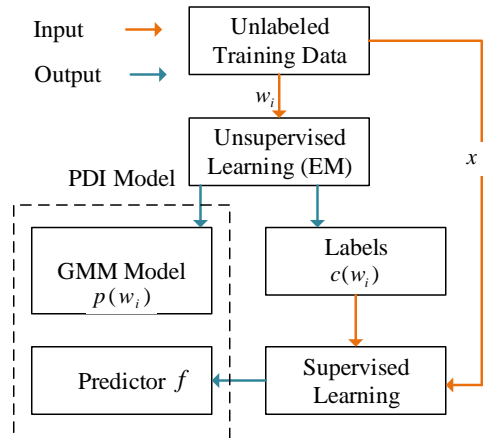 Input
Output
Unlabeled
Training Data
w_i
x
Unsupervised
Learning (EM)
PDI Model
GMM Model
p(w_i)
Labels
c(w_i)
Predictor f
Supervised
Learning